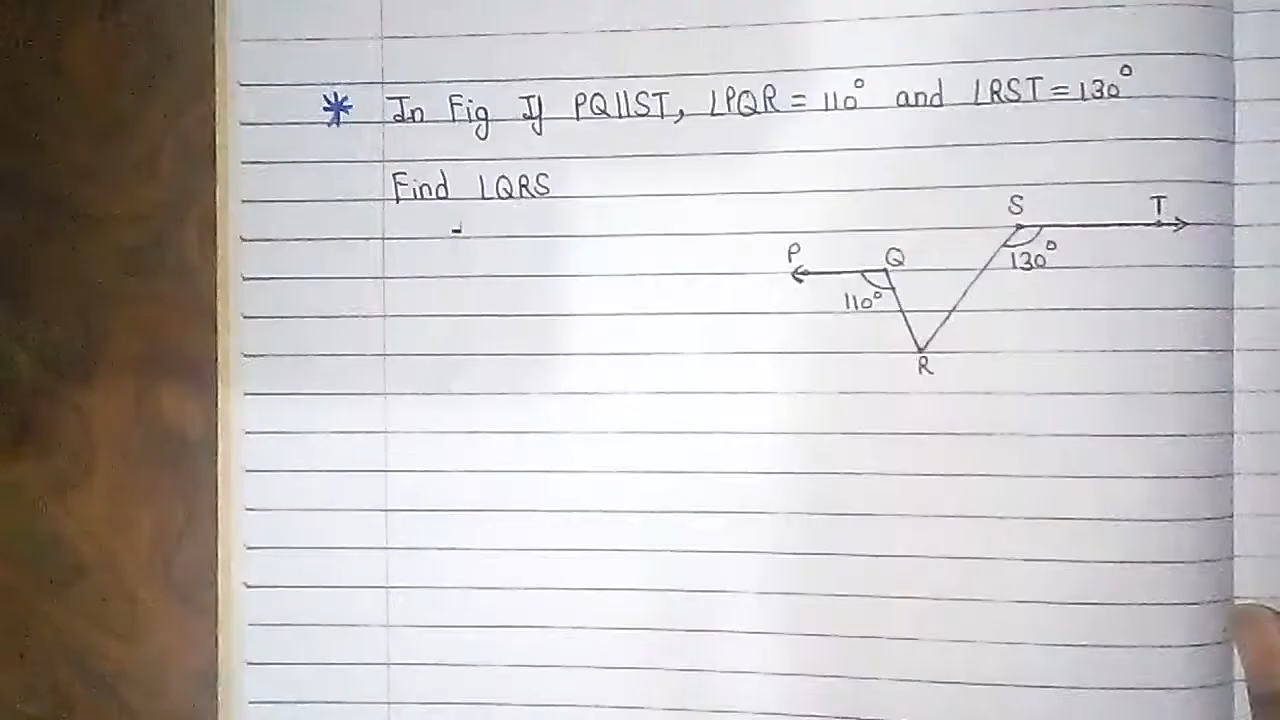 * In Fig If PQ||ST, ∠PQR = 110° and ∠RST = 130°
Find ∠QRS
S T
P Q 130°
110°
R